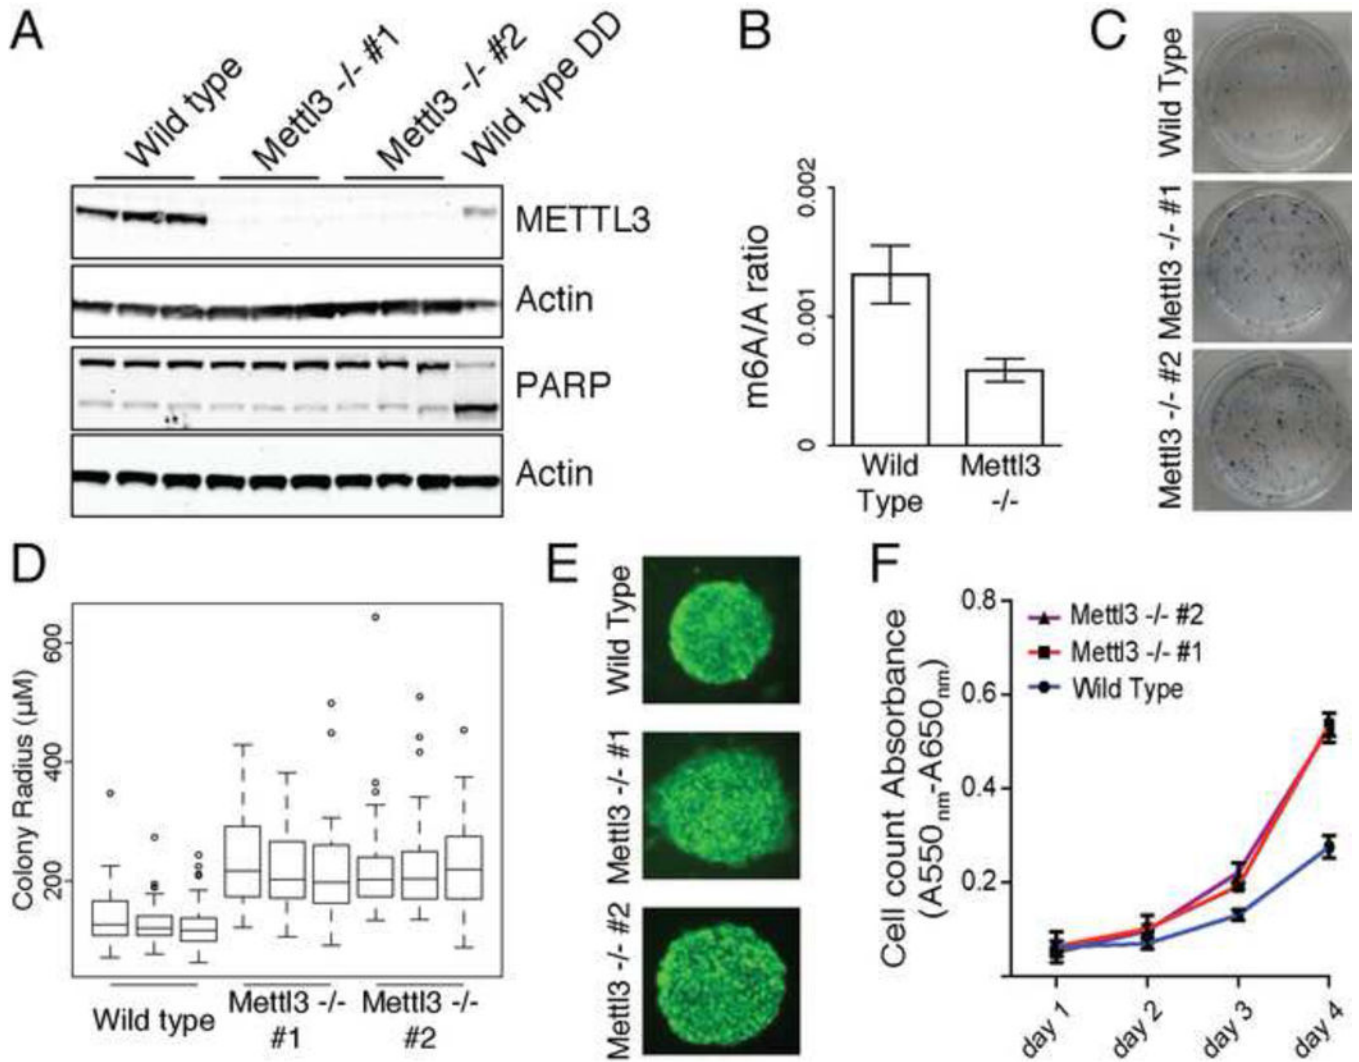 A
Wild type
Mettl3 -/- #1
Mettl3 -/- #2
Wild type DD
METTL3
Actin
PARP
Actin
B
m6A/A ratio
0.002
0.001
0
Wild
Type
Mettl3
-/-
C
Wild Type
Mettl3 -/- #1
Mettl3 -/- #2
D
Colony Radius (µM)
600
400
200
Wild type
Mettl3 -/-
#1
Mettl3 -/-
#2
E
Wild Type
Mettl3 -/- #1
Mettl3 -/- #2
F
Cell count Absorbance
(A550nm-A650nm)
0.8
0.6
0.4
0.2
Mettl3 -/- #2
Mettl3 -/- #1
Wild Type
day 1
day 2
day 3
day 4